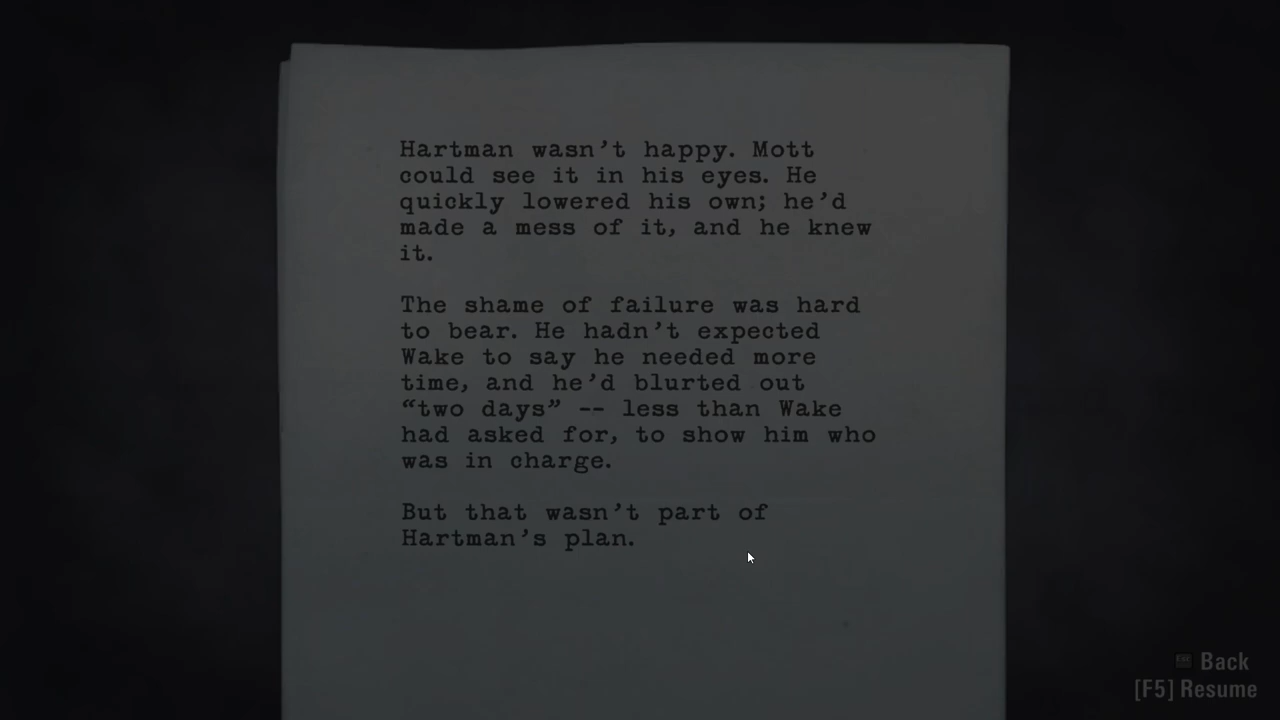 Hartman wasn't happy. Mott
could see it in his eyes. He
quickly lowered his own; he'd
made a mess of it, and he knew
it.
The shame of failure was hard
to bear. He hadn't expected
Wake to say he needed more
time, and he'd blurted out
“two days” -- less than Wake
had asked for, to show him who
was in charge.
But that wasn't part of
Hartman's plan.
Esc Back
[F5] Resume